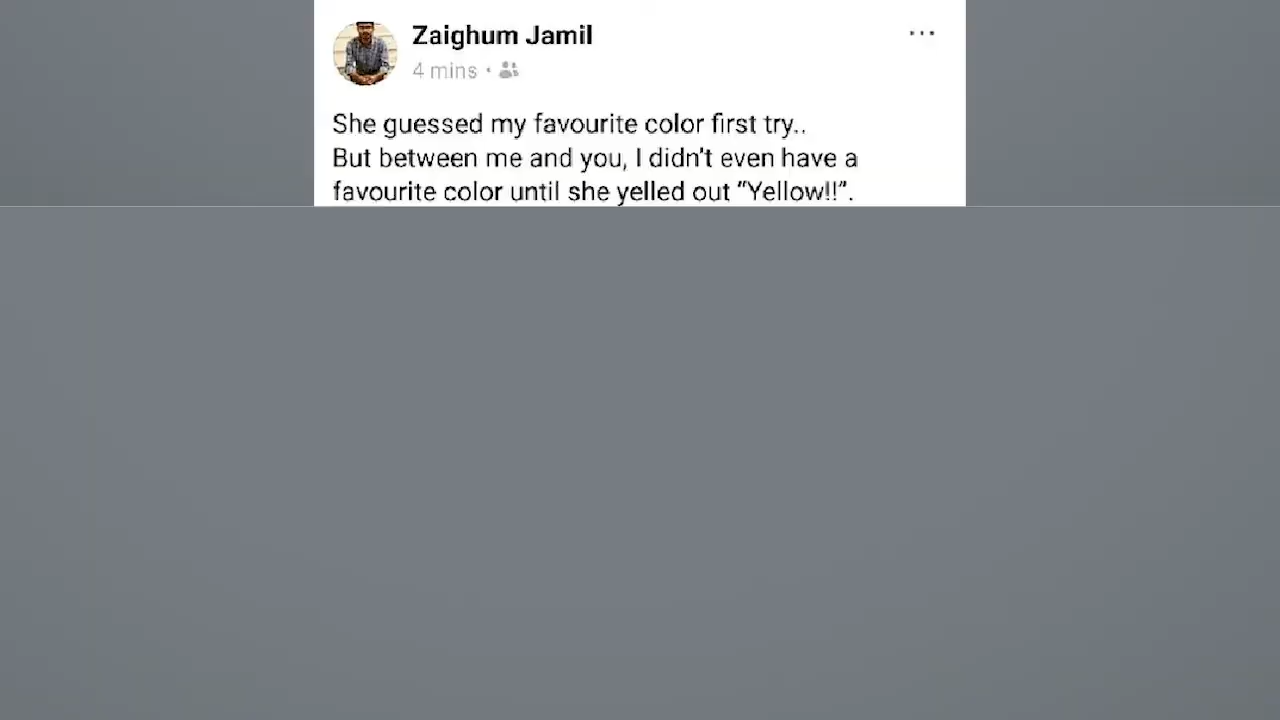 Zaighum Jamil
4 mins ·
She guessed my favourite color first try..
But between me and you, I didn't even have a
favourite color until she yelled out “Yellow!!”.